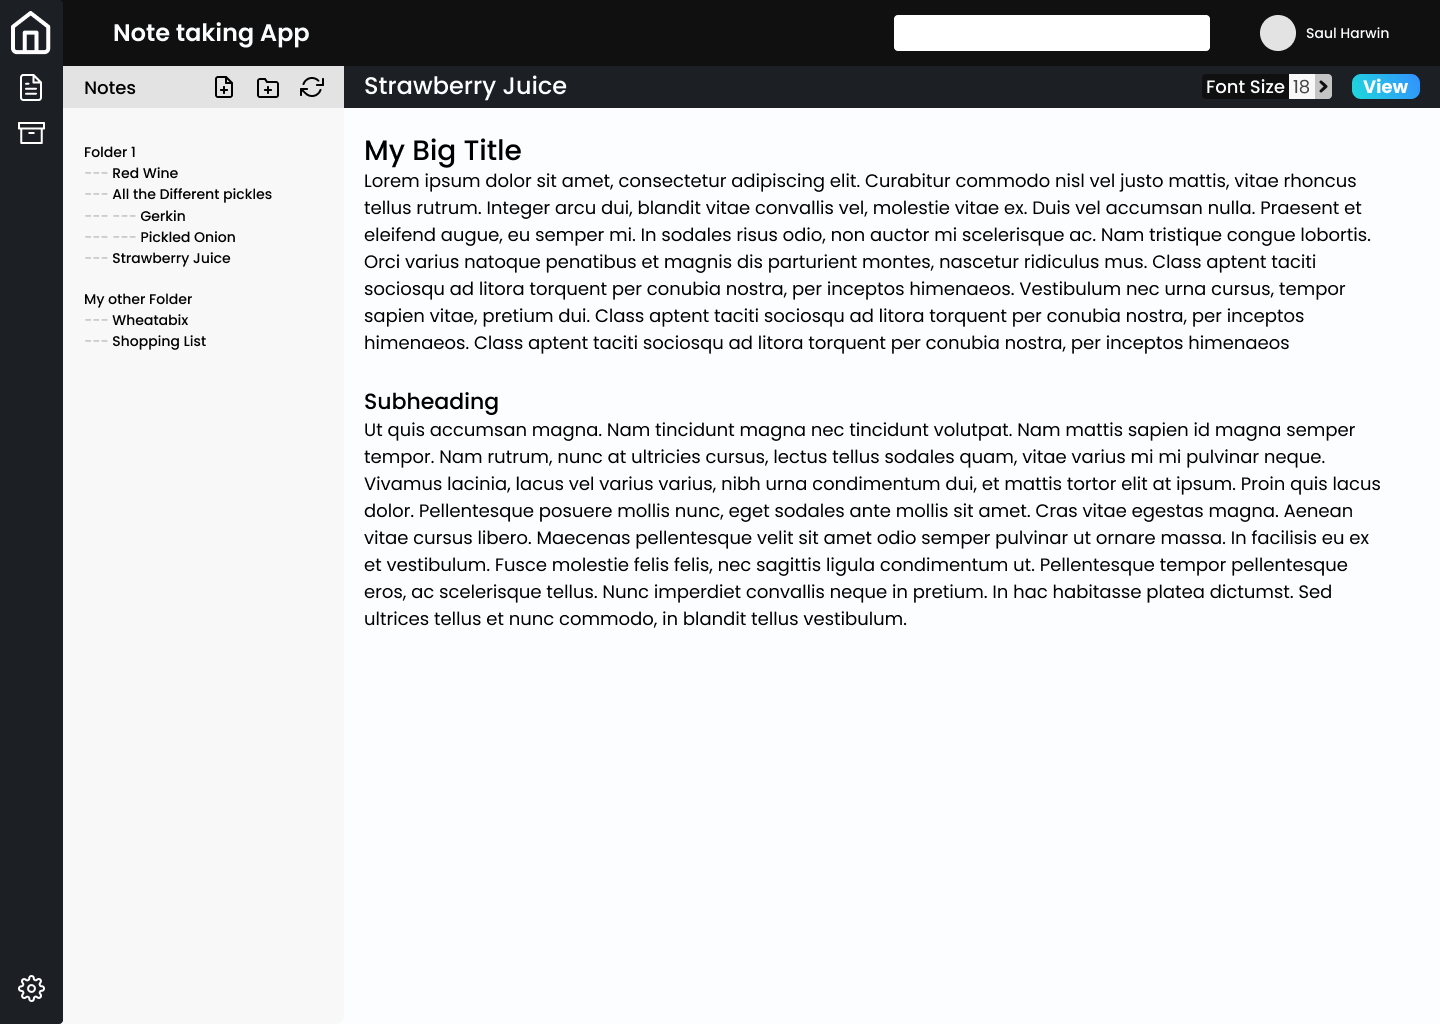 Note taking App
Saul Harwin
Notes
Strawberry Juice
Font Size 18
View
Folder 1
--- Red Wine
--- All the Different pickles
--- --- Gerkin
--- --- Pickled Onion
--- Strawberry Juice
My other Folder
--- Wheatabix
--- Shopping List
My Big Title
Lorem ipsum dolor sit amet, consectetur adipiscing elit. Curabitur commodo nisl vel justo mattis, vitae rhoncus
tellus rutrum. Integer arcu dui, blandit vitae convallis vel, molestie vitae ex. Duis vel accumsan nulla. Praesent et
eleifend augue, eu semper mi. In sodales risus odio, non auctor mi scelerisque ac. Nam tristique congue lobortis.
Orci varius natoque penatibus et magnis dis parturient montes, nascetur ridiculus mus. Class aptent taciti
sociosqu ad litora torquent per conubia nostra, per inceptos himenaeos. Vestibulum nec urna cursus, tempor
sapien vitae, pretium dui. Class aptent taciti sociosqu ad litora torquent per conubia nostra, per inceptos
himenaeos. Class aptent taciti sociosqu ad litora torquent per conubia nostra, per inceptos himenaeos
Subheading
Ut quis accumsan magna. Nam tincidunt magna nec tincidunt volutpat. Nam mattis sapien id magna semper
tempor. Nam rutrum, nunc at ultricies cursus, lectus tellus sodales quam, vitae varius mi mi pulvinar neque.
Vivamus lacinia, lacus vel varius varius, nibh urna condimentum dui, et mattis tortor elit at ipsum. Proin quis lacus
dolor. Pellentesque posuere mollis nunc, eget sodales ante mollis sit amet. Cras vitae egestas magna. Aenean
vitae cursus libero. Maecenas pellentesque velit sit amet odio semper pulvinar ut ornare massa. In facilisis eu ex
et vestibulum. Fusce molestie felis felis, nec sagittis ligula condimentum ut. Pellentesque tempor pellentesque
eros, ac scelerisque tellus. Nunc imperdiet convallis neque in pretium. In hac habitasse platea dictumst. Sed
ultrices tellus et nunc commodo, in blandit tellus vestibulum.